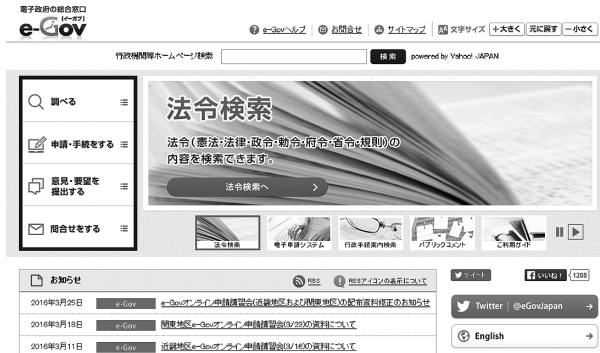 電子政府の総合窓口
[イーガブ]
e-Gov
e-Govヘルプ お問合せ サイトマップ 文字サイズ +大きく 元に戻す −小さく
行政機関等ホームページ検索 検索 powered by Yahoo! JAPAN
調べる
申請・手続をする
意見・要望を
提出する
問合せをする
法令検索
法令(憲法・法律・政令・勅令・府令・省令・規則)の
内容を検索できます。
法令検索へ
法令検索 電子申請システム 行政手続案内検索 パブリックコメント ご利用ガイド
お知らせ RSS RSSアイコンの表示について
2016年3月25日 e-Gov e-Govオンライン申請講習会(近畿地区および関東地区)の配布資料修正のお知らせ
2016年3月18日 e-Gov 関東地区e-Govオンライン申請講習会(3/23)の資料について
2016年3月11日 e-Gov 近畿地区e-Govオンライン申請講習会(3/16)の資料について
ツイート いいね! 1208
Twitter @eGovJapan
English